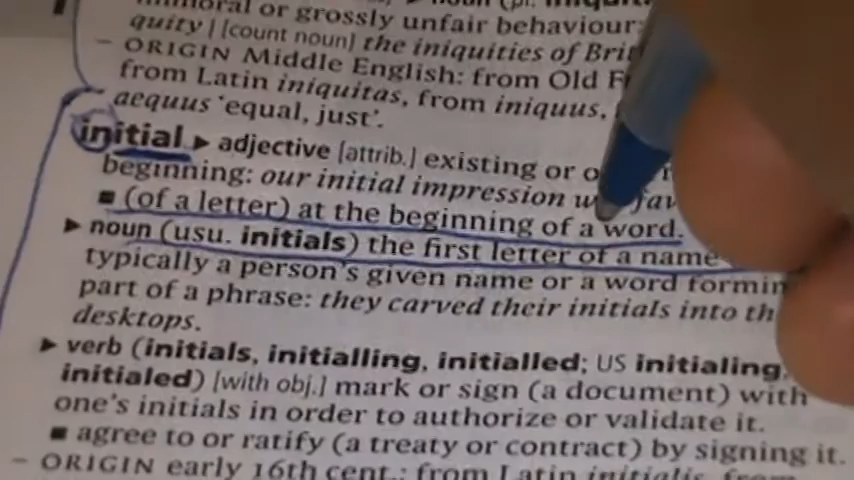 immoral or grossly unfair behaviour:
quity | [count noun] the iniquities of
– ORIGIN Middle English: from Old
from Latin iniquitas, from iniquus,
aequus 'equal, just'.
initial ▶ adjective [attrib.] existing or
beginning: our initial impression
■ (of a letter) at the beginning of a word.
▶ noun (usu. initials) the first letter of a name
typically a person's given name or a word
part of a phrase: they carved their initials into
desktops.
▶ verb (initials, initialling, initialled; US initialing,
initialed) [with obj.] mark or sign (a document) with
one's initials in order to authorize or validate it.
■ agree to or ratify (a treaty or contract) by signing it.
– ORIGIN early 16th cent.: from Latin initialis, from